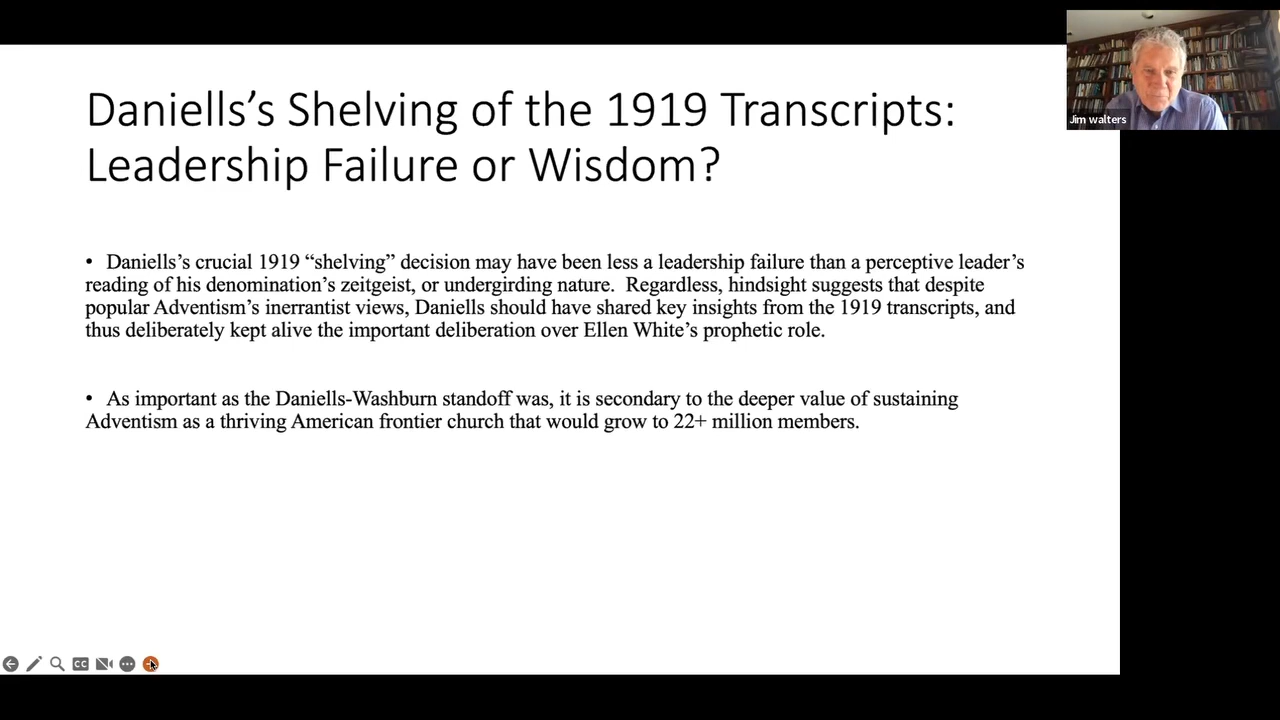 Daniells’s Shelving of the 1919 Transcripts:
Leadership Failure or Wisdom?
• Daniells’s crucial 1919 “shelving” decision may have been less a leadership failure than a perceptive leader’s
reading of his denomination’s zeitgeist, or undergirding nature.  Regardless, hindsight suggests that despite
popular Adventism’s inerrantist views, Daniells should have shared key insights from the 1919 transcripts, and
thus deliberately kept alive the important deliberation over Ellen White’s prophetic role.
• As important as the Daniells-Washburn standoff was, it is secondary to the deeper value of sustaining
Adventism as a thriving American frontier church that would grow to 22+ million members.
Jim walters
CC